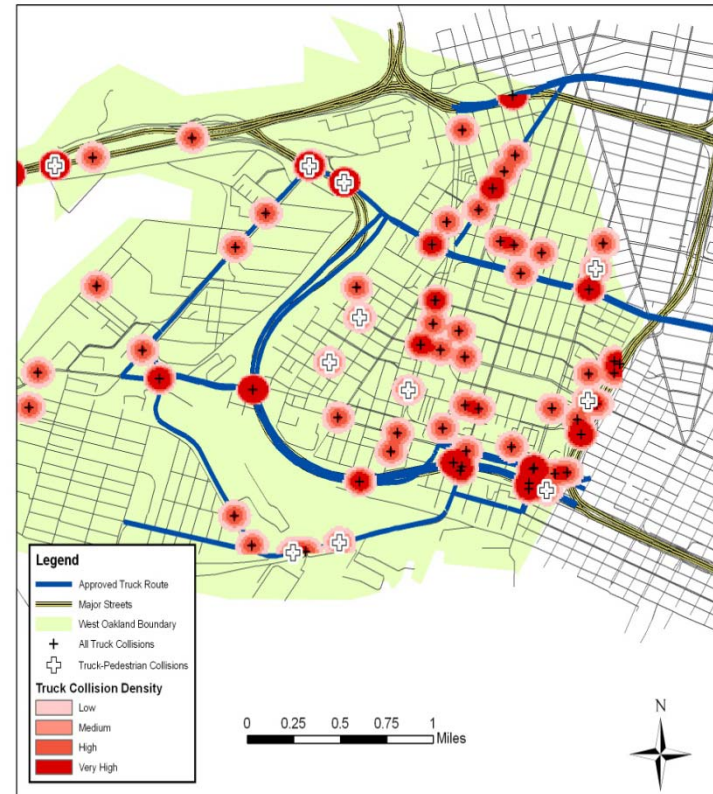 N
Legend
Approved Truck Route
Major Streets
West Oakland Boundary
All Truck Collisions
Truck-Pedestrian Collisions
Truck Collision Density
Low
Medium
High
Very High
0 0.25 0.5 0.75 1
Miles